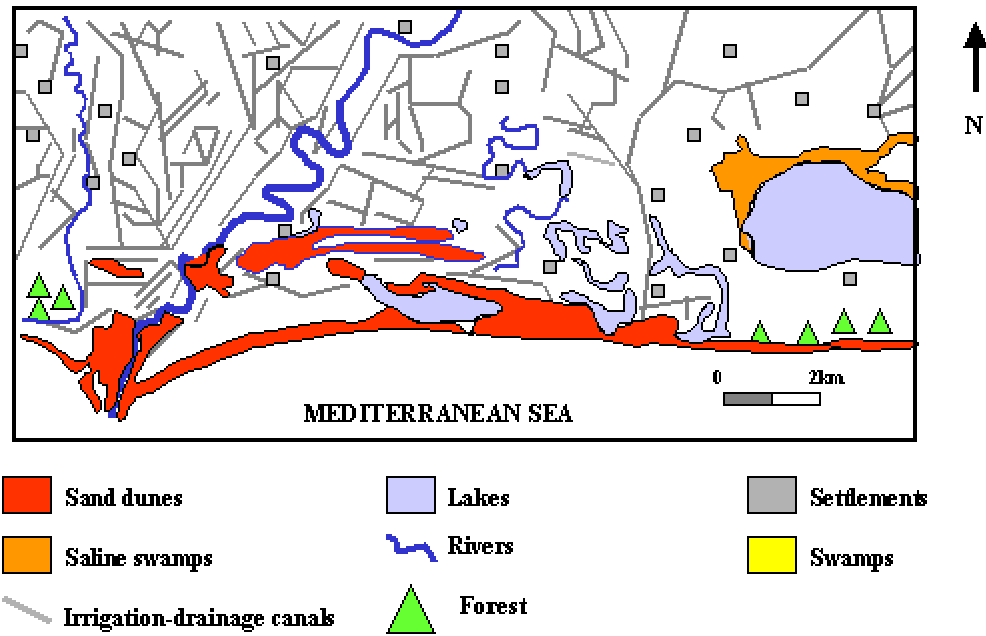 N
0 2km
MEDITERRANEAN SEA
Sand dunes
Lakes
Settlements
Saline swamps
Rivers
Swamps
Irrigation-drainage canals
Forest